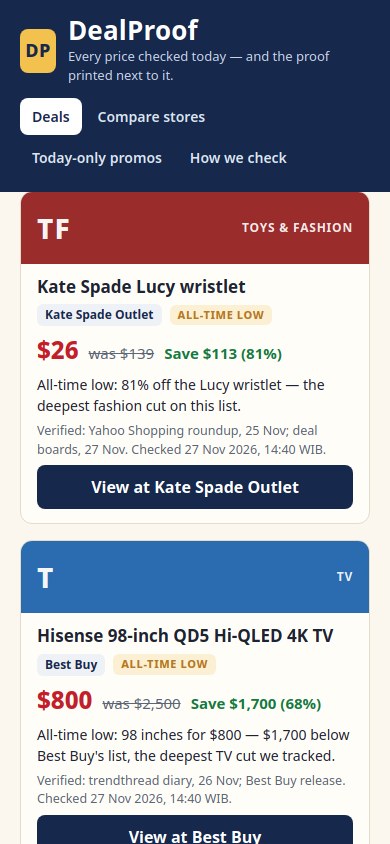 DP
DealProof
Every price checked today — and the proof
printed next to it.
Deals
Compare stores
Today-only promos
How we check
TF
TOYS & FASHION
Kate Spade Lucy wristlet
Kate Spade Outlet
ALL-TIME LOW
$26 was $139 Save $113 (81%)
All-time low: 81% off the Lucy wristlet — the
deepest fashion cut on this list.
Verified: Yahoo Shopping roundup, 25 Nov; deal
boards, 27 Nov. Checked 27 Nov 2026, 14:40 WIB.
View at Kate Spade Outlet
T
TV
Hisense 98-inch QD5 Hi-QLED 4K TV
Best Buy
ALL-TIME LOW
$800 was $2,500 Save $1,700 (68%)
All-time low: 98 inches for $800 — $1,700 below
Best Buy's list, the deepest TV cut we tracked.
Verified: trendthread diary, 26 Nov; Best Buy release.
Checked 27 Nov 2026, 14:40 WIB.
View at Best Buy